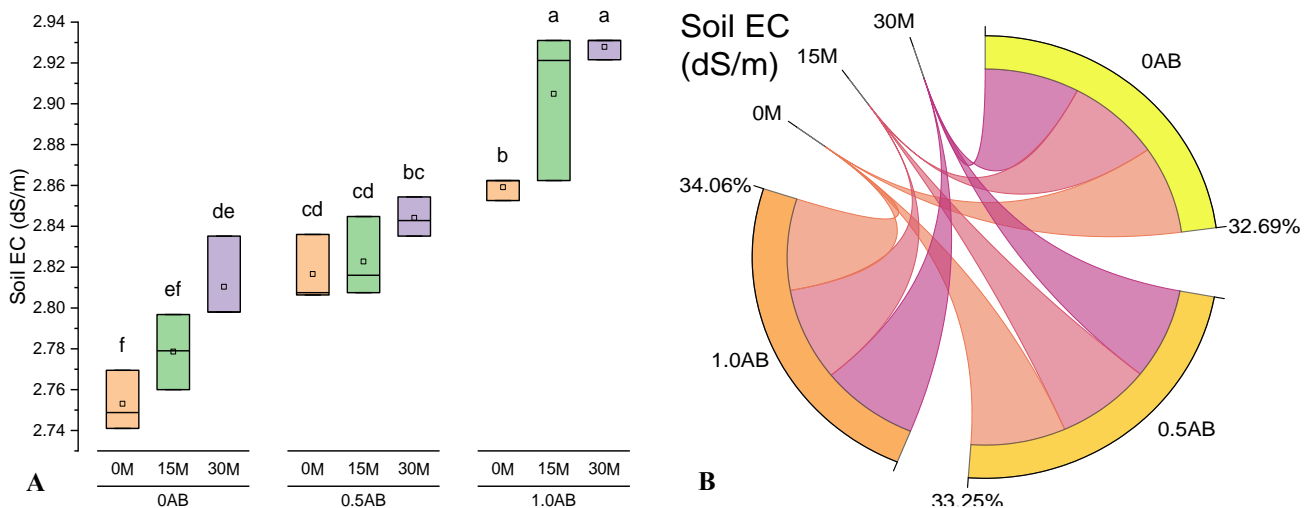 2.94
2.92
2.90
2.88
2.86
2.84
2.82
2.80
2.78
2.76
2.74
Soil EC (dS/m)
f
ef
de
cd
cd
bc
b
a
a
0M 15M 30M 0M 15M 30M 0M 15M 30M
0AB 0.5AB 1.0AB
A
Soil EC
(dS/m)
30M
15M
0M
0AB
34.06%
32.69%
1.0AB
0.5AB
33.25%
B